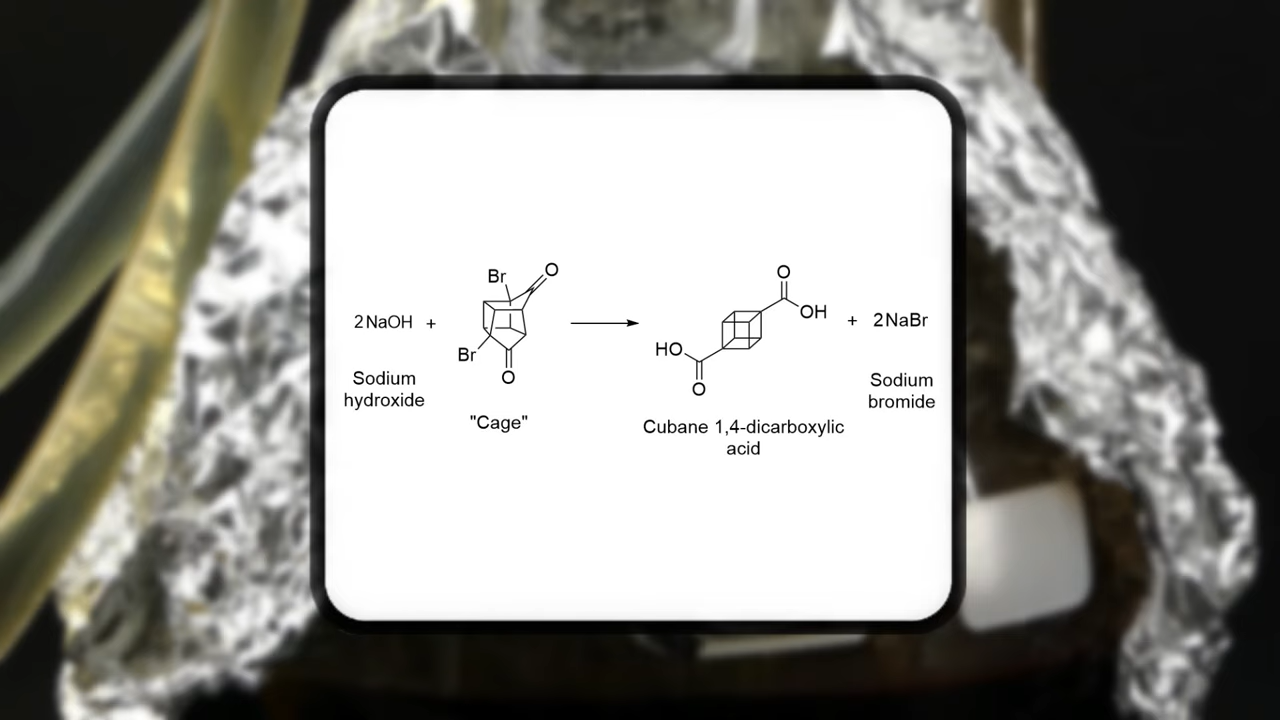 Br
O
2NaOH +
Br
O
Sodium
hydroxide
"Cage"
O
OH
HO
O
+ 2NaBr
Cubane 1,4-dicarboxylic
acid
Sodium
bromide